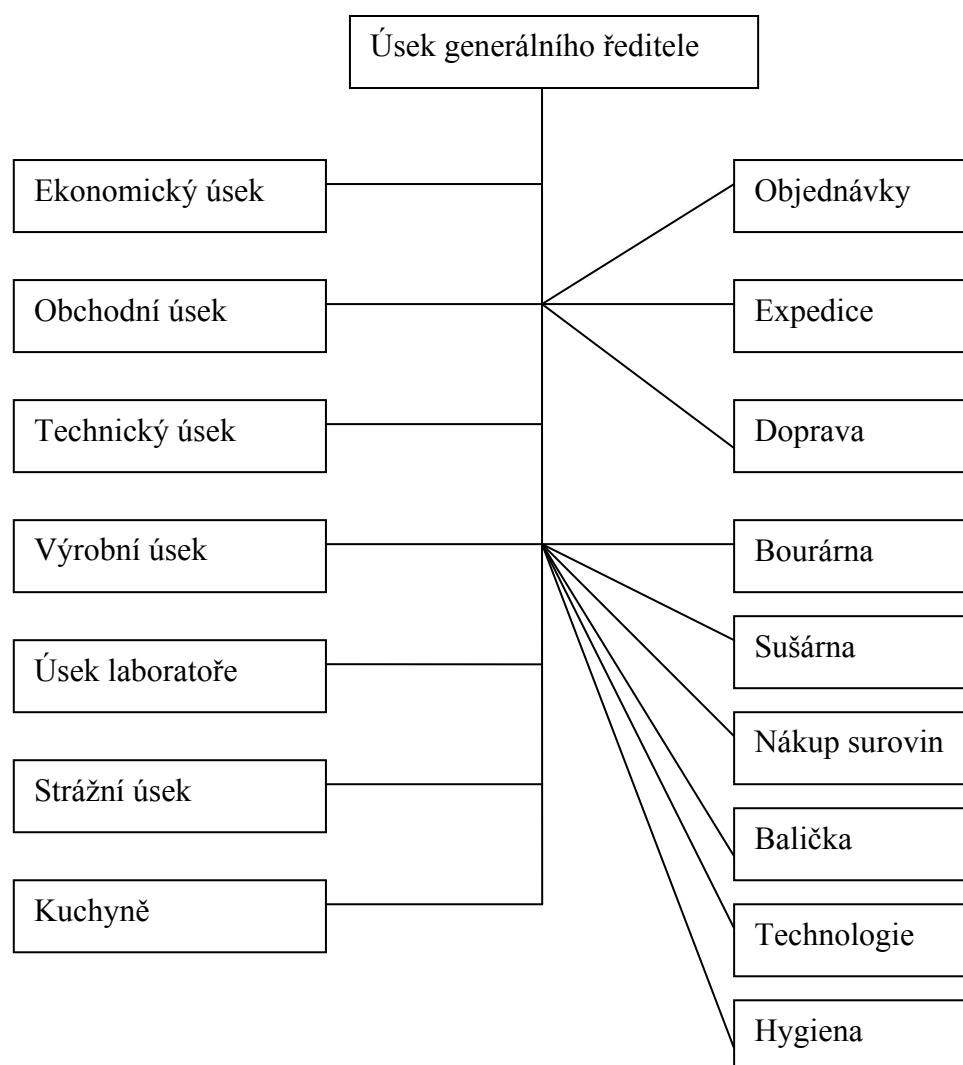 Úsek generálního ředitele
Ekonomický úsek
Objednávky
Obchodní úsek
Expedice
Technický úsek
Doprava
Výrobní úsek
Bourárna
Sušárna
Úsek laboratoře
Nákup surovin
Strážní úsek
Balička
Kuchyně
Technologie
Hygiena